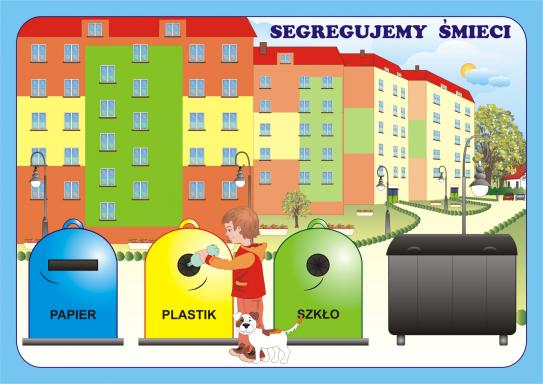 SEGREGUJEMY ŚMIECI
PAPIER
PLASTIK
SZKŁO